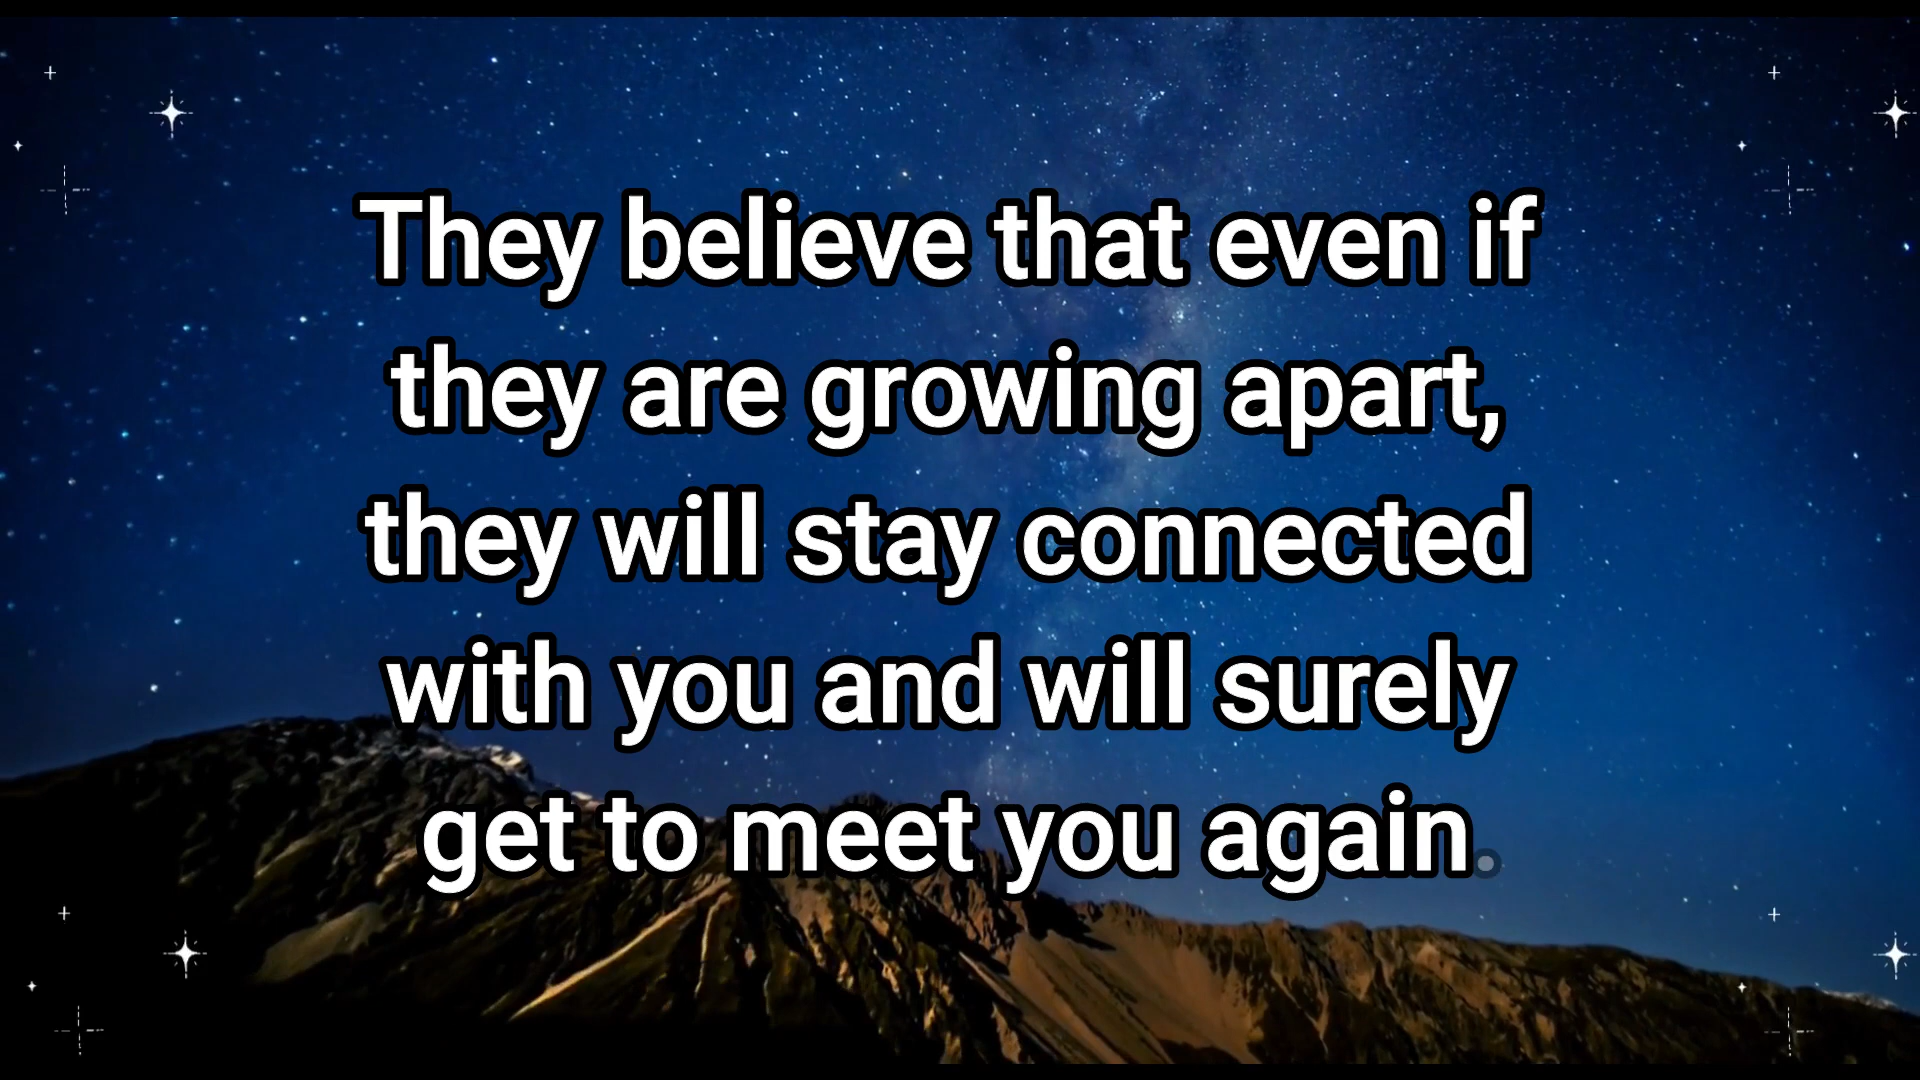 They believe that even if
they are growing apart,
they will stay connected
with you and will surely
get to meet you again.